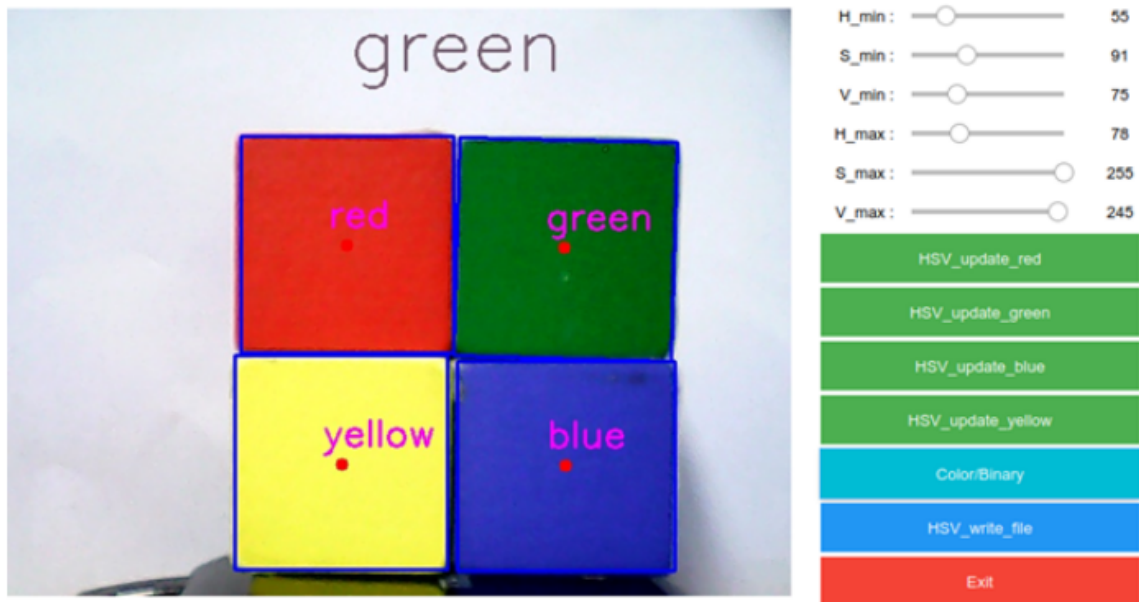 green
red
green
yellow
blue
H_min : 55
S_min : 91
V_min : 75
H_max : 78
S_max : 255
V_max : 245
HSV_update_red
HSV_update_green
HSV_update_blue
HSV_update_yellow
Color/Binary
HSV_write_file
Exit